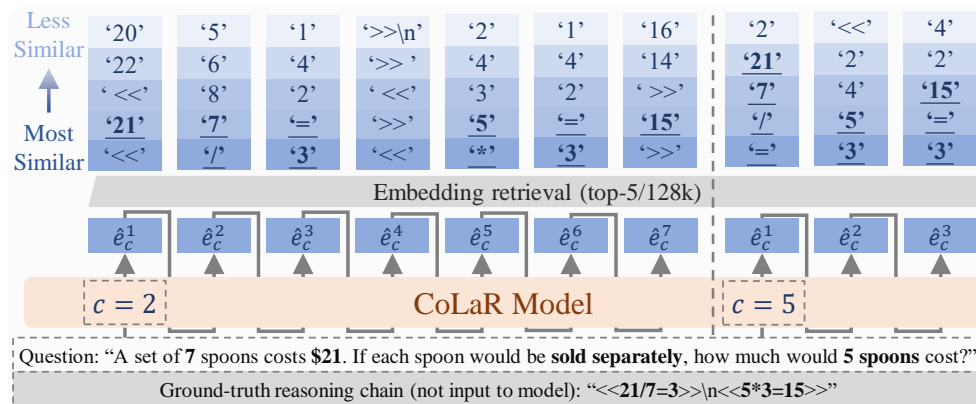 Less Similar
Most Similar
‘20’ ‘5’ ‘1’ ‘>>\n’ ‘2’ ‘1’ ‘16’ ‘2’ ‘<<’ ‘4’
‘22’ ‘6’ ‘4’ ‘>> ’ ‘4’ ‘4’ ‘14’ ‘21’ ‘2’ ‘2’
‘ <<’ ‘8’ ‘2’ ‘ <<’ ‘3’ ‘2’ ‘ >>’ ‘7’ ‘4’ ‘15’
‘21’ ‘7’ ‘=’ ‘>>’ ‘5’ ‘=’ ‘15’ ‘/’ ‘5’ ‘=’
‘<<’ ‘/’ ‘3’ ‘<<’ ‘*’ ‘3’ ‘>>’ ‘=’ ‘3’ ‘3’
Embedding retrieval (top-5/128k)
ê_c^1 ê_c^2 ê_c^3 ê_c^4 ê_c^5 ê_c^6 ê_c^7 ê_c^1 ê_c^2 ê_c^3
c = 2 CoLaR Model c = 5
Question: “A set of 7 spoons costs $21. If each spoon would be sold separately, how much would 5 spoons cost?”
Ground-truth reasoning chain (not input to model): “<<21/7=3>>\n<<5*3=15>>”